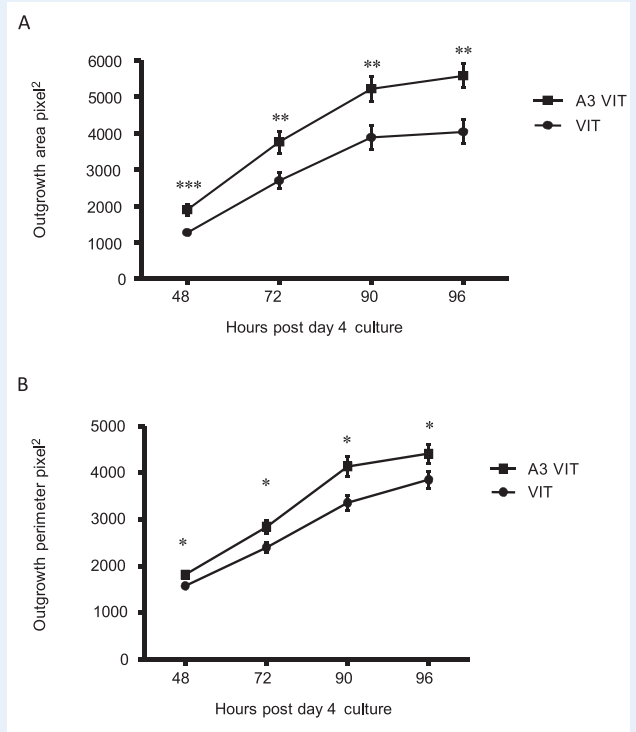 A
Outgrowth area pixel²
6000
5000
4000
3000
2000
1000
0
***
**
**
**
A3 VIT
VIT
48 72 90 96
Hours post day 4 culture
B
Outgrowth perimeter pixel²
5000
4000
3000
2000
1000
0
*
*
*
*
A3 VIT
VIT
48 72 90 96
Hours post day 4 culture